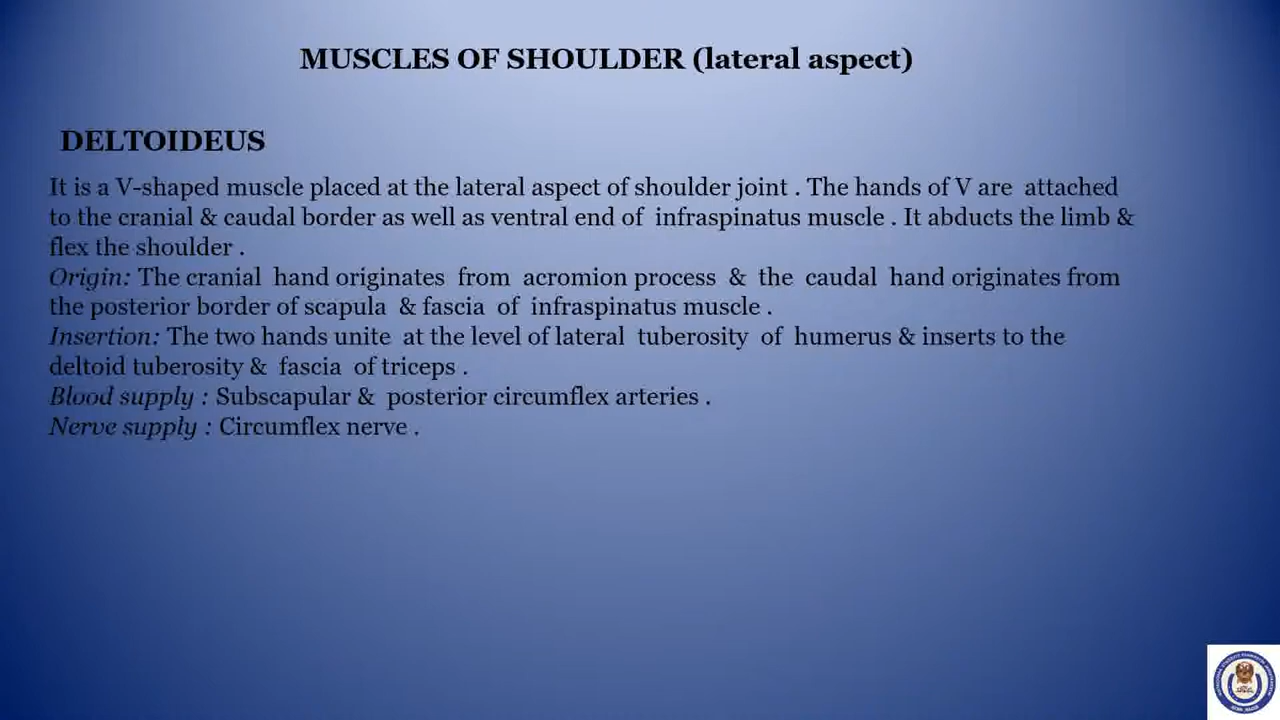 MUSCLES OF SHOULDER (lateral aspect)
DELTOIDEUS
It is a V-shaped muscle placed at the lateral aspect of shoulder joint . The hands of V are attached
to the cranial & caudal border as well as ventral end of infraspinatus muscle . It abducts the limb &
flex the shoulder .
Origin: The cranial hand originates from acromion process & the caudal hand originates from
the posterior border of scapula & fascia of infraspinatus muscle .
Insertion: The two hands unite at the level of lateral tuberosity of humerus & inserts to the
deltoid tuberosity & fascia of triceps .
Blood supply : Subscapular & posterior circumflex arteries .
Nerve supply : Circumflex nerve .